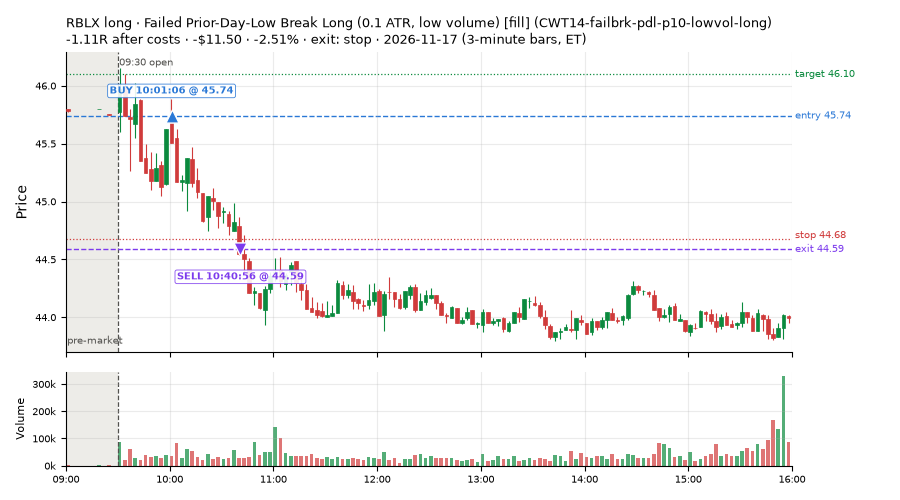 RBLX long · Failed Prior-Day-Low Break Long (0.1 ATR, low volume) [fill] (CWT14-failbrk-pdl-p10-lowvol-long)
-1.11R after costs · -$11.50 · -2.51% · exit: stop · 2026-11-17 (3-minute bars, ET)
09:30 open
target 46.10
46.0
BUY 10:01:06 @ 45.74
entry 45.74
45.5
Price
45.0
stop 44.68
exit 44.59
44.5
SELL 10:40:56 @ 44.59
44.0
pre-market
Volume
300k
200k
100k
0k
09:00 10:00 11:00 12:00 13:00 14:00 15:00 16:00